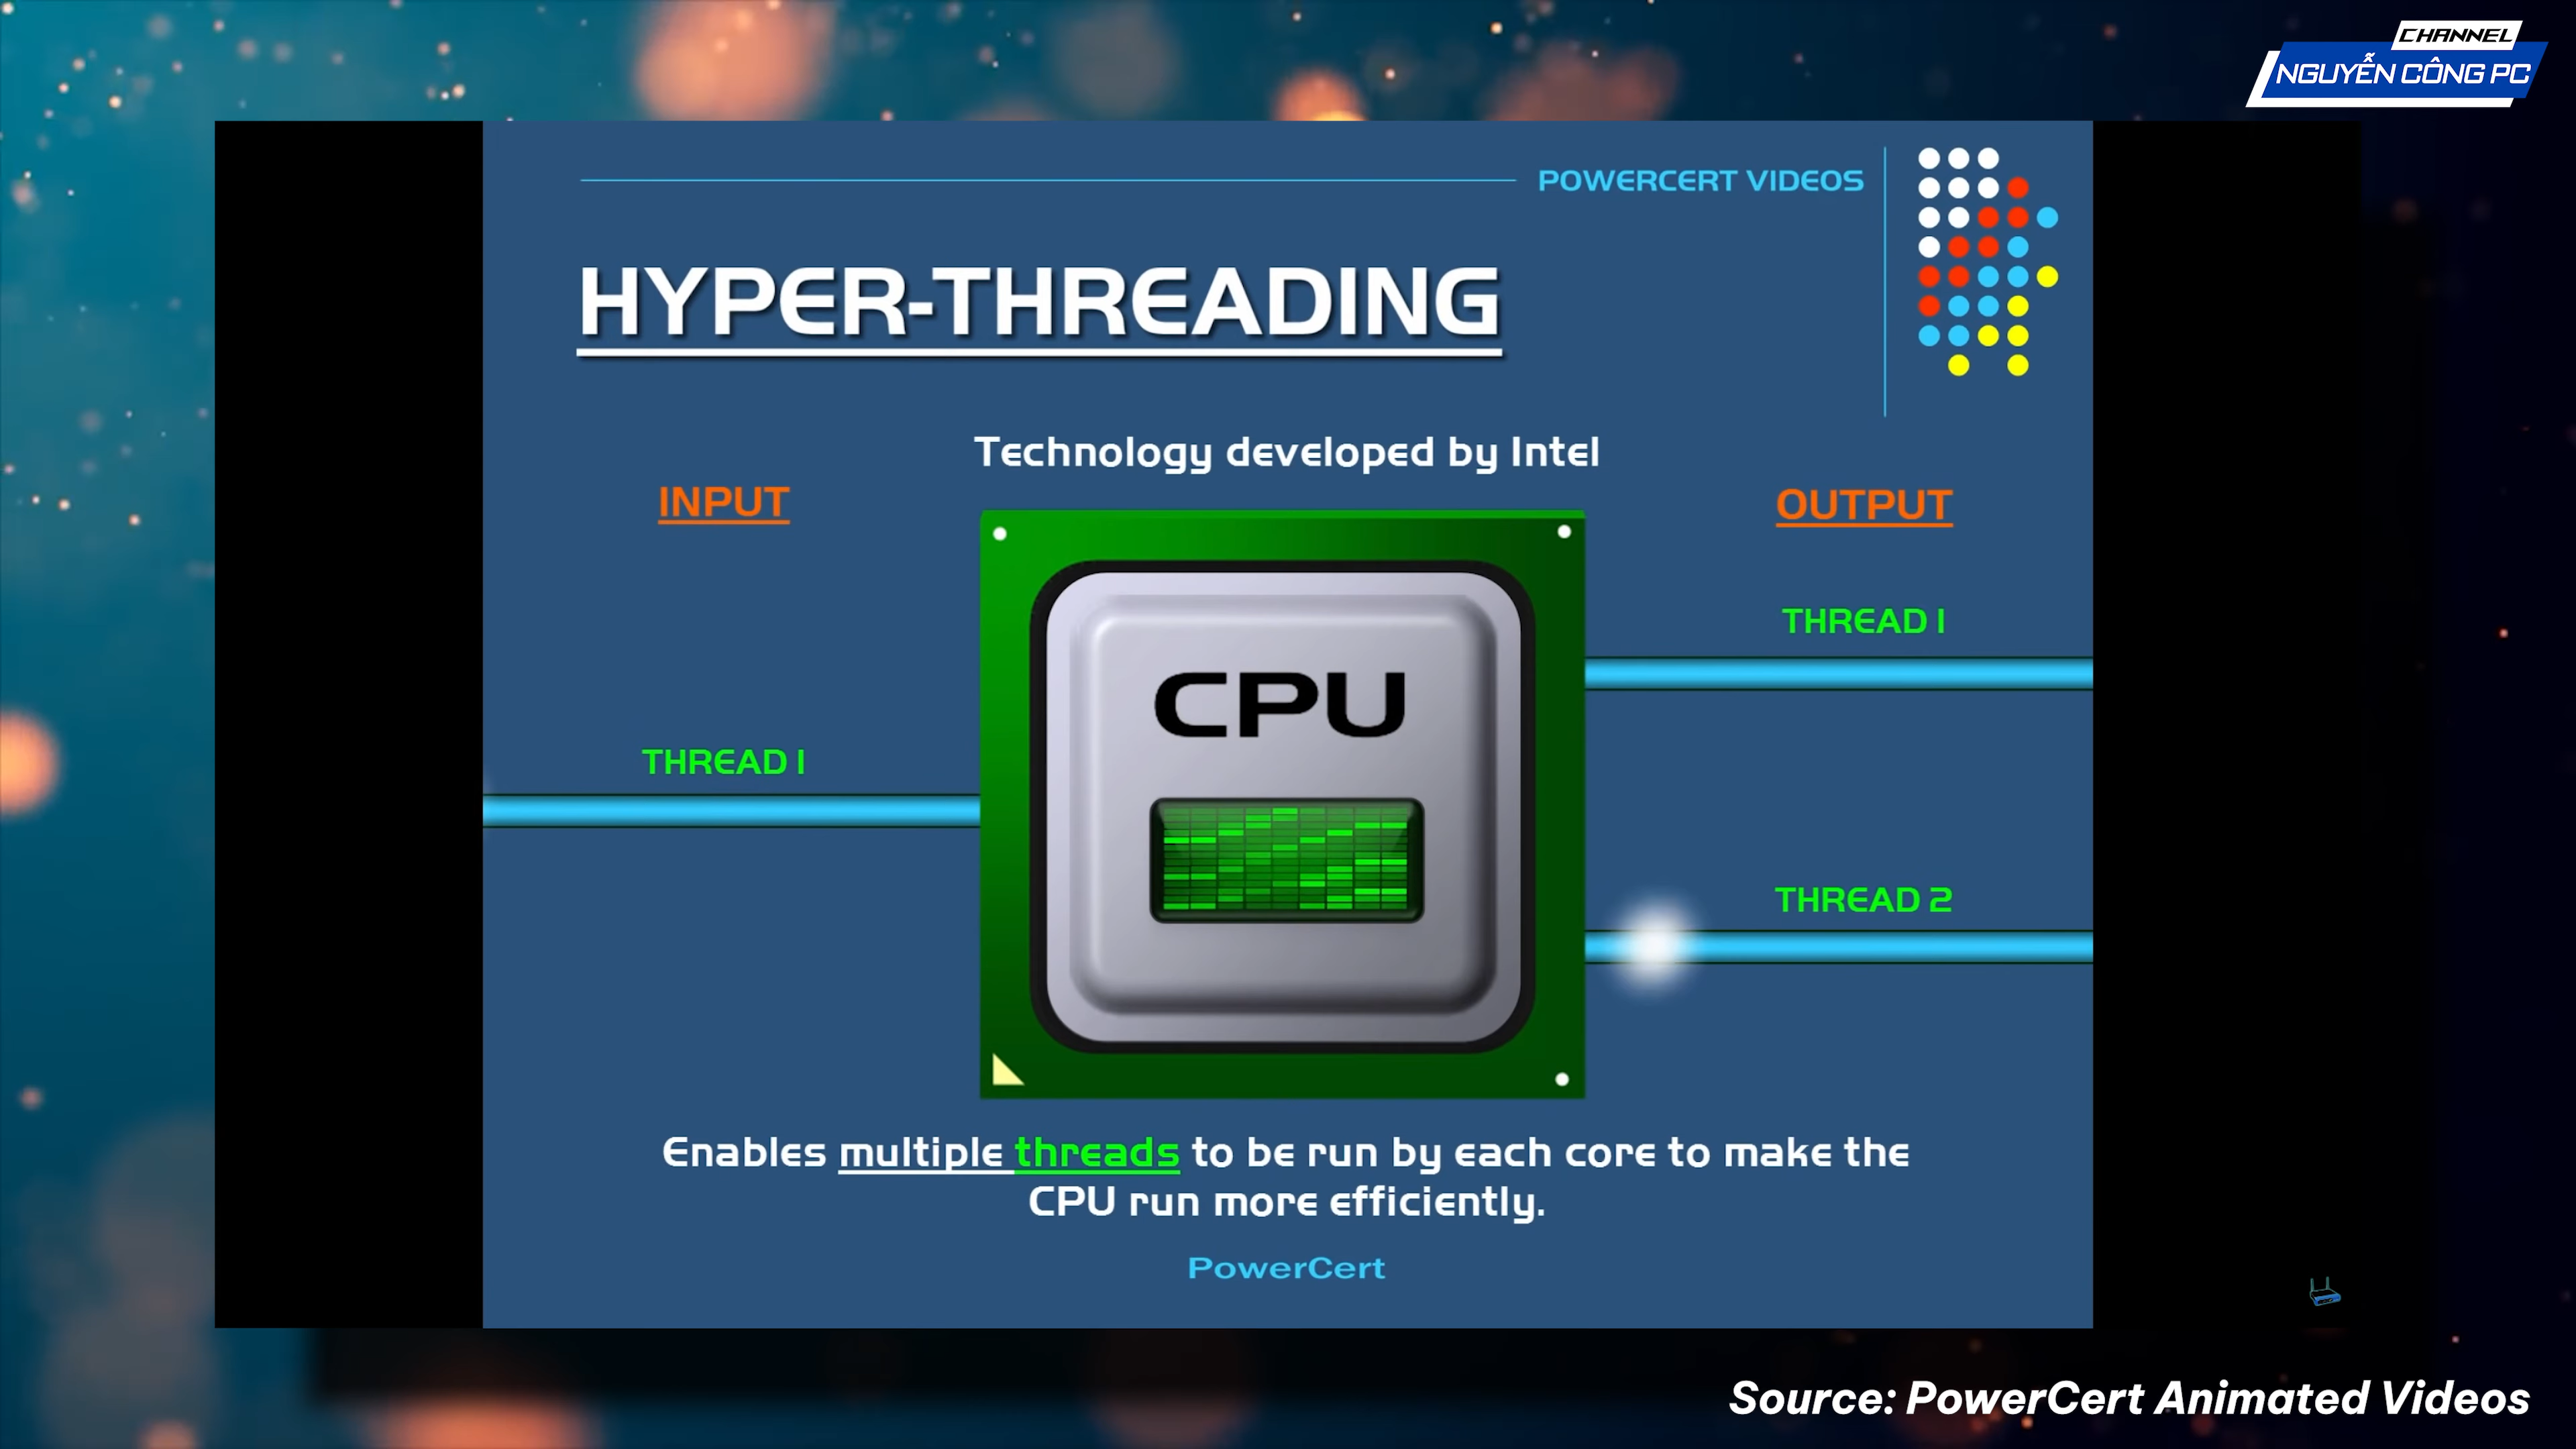 CHANNEL
NGUYỄN CÔNG PC
POWERCERT VIDEOS
HYPER-THREADING
Technology developed by Intel
INPUT
OUTPUT
THREAD 1
CPU
THREAD 1
THREAD 2
Enables multiple threads to be run by each core to make the
CPU run more efficiently.
PowerCert
Source: PowerCert Animated Videos